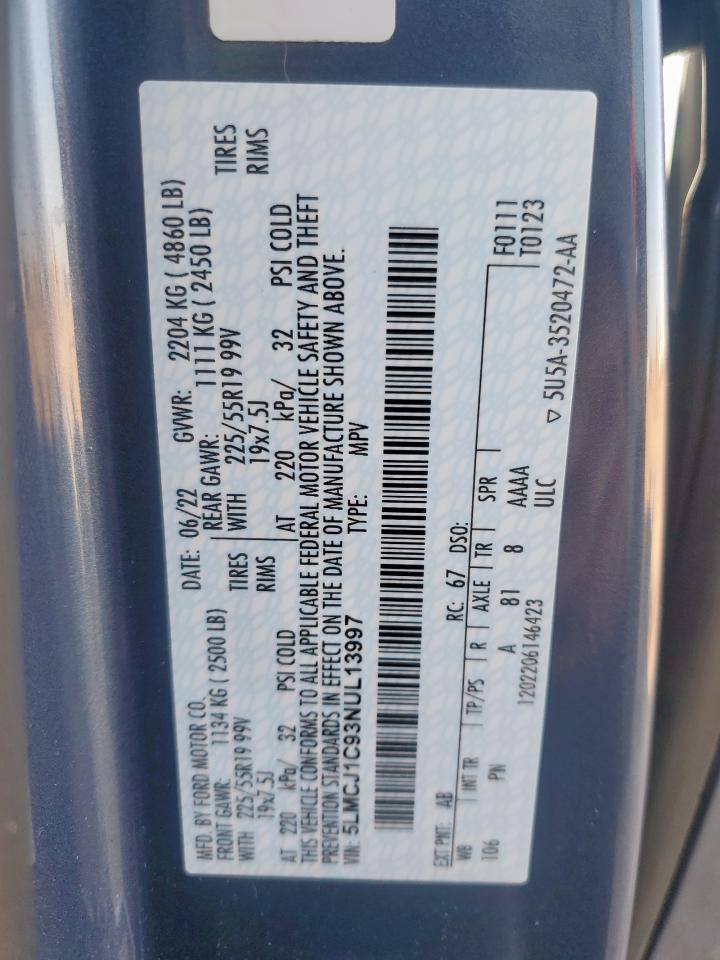 MFD. BY FORD MOTOR CO. DATE: 06/22 GVWR: 2204 KG ( 4860 LB)
FRONT GAWR: 1134 KG ( 2500 LB) REAR GAWR: 1111 KG ( 2450 LB)
WITH 225/55R19 99V TIRES WITH 225/55R19 99V TIRES
19x7.5J RIMS 19x7.5J RIMS
AT 220 kPa/ 32 PSI COLD AT 220 kPa/ 32 PSI COLD
THIS VEHICLE CONFORMS TO ALL APPLICABLE FEDERAL MOTOR VEHICLE SAFETY AND THEFT
PREVENTION STANDARDS IN EFFECT ON THE DATE OF MANUFACTURE SHOWN ABOVE.
VIN: 5LMCJ1C93NUL13997 TYPE: MPV
EXT PNT: AB RC: 67 DSO: F0111
WB INT TR TP/PS R AXLE TR SPR T0123
106 PN A 81 8 AAAA
1202206146423 ULC ▽ 5U5A-3520472-AA